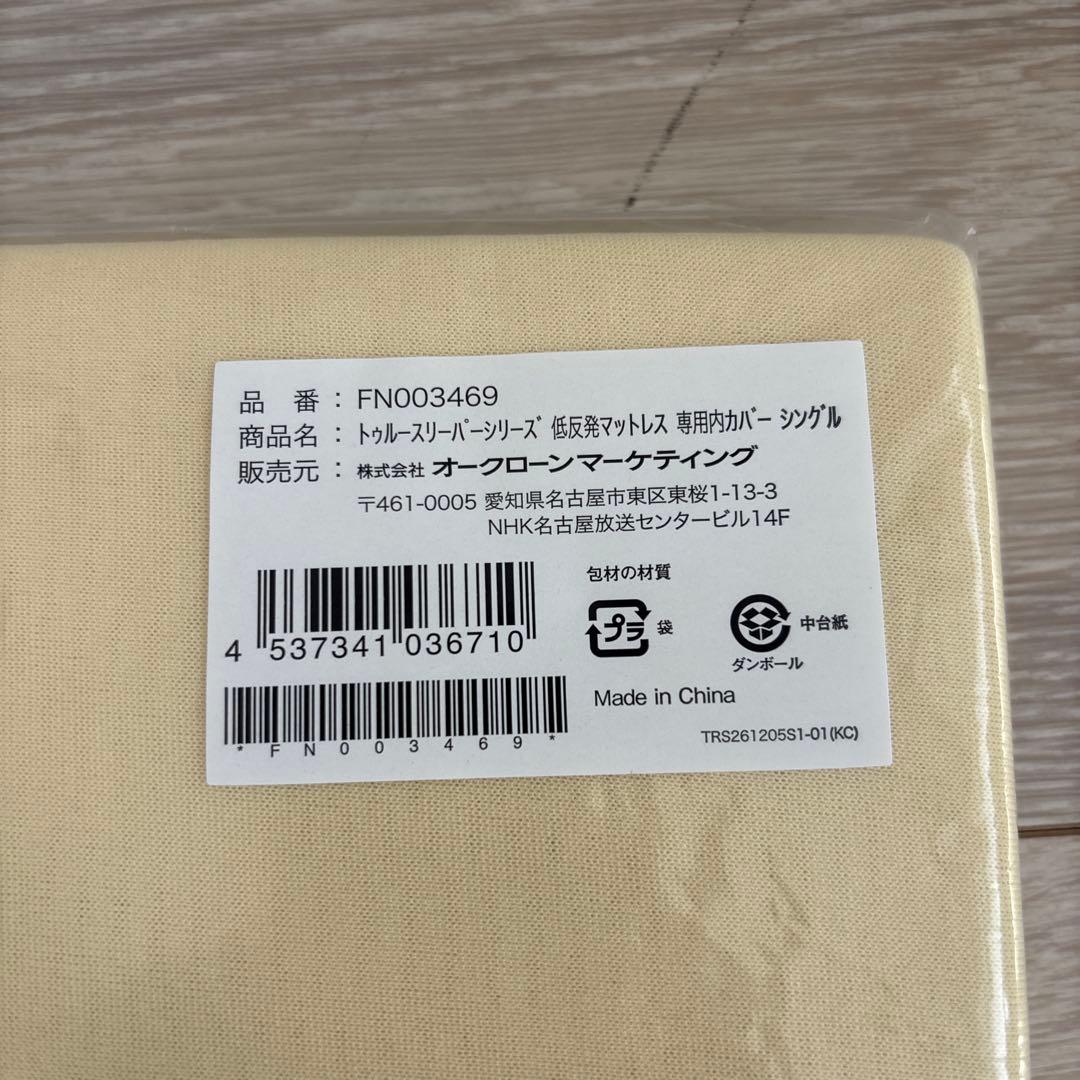 品 番 : FN003469
商品名 : トゥルースリーパーシリーズ 低反発マットレス 専用内カバー シングル
販売元 : 株式会社 オークローンマーケティング
〒461-0005 愛知県名古屋市東区東桜1-13-3
NHK名古屋放送センタービル14F
4 537341 036710
*FN003469*
包材の材質
プラ 袋
中台紙
ダンボール
Made in China
TRS261205S1-01(KC)